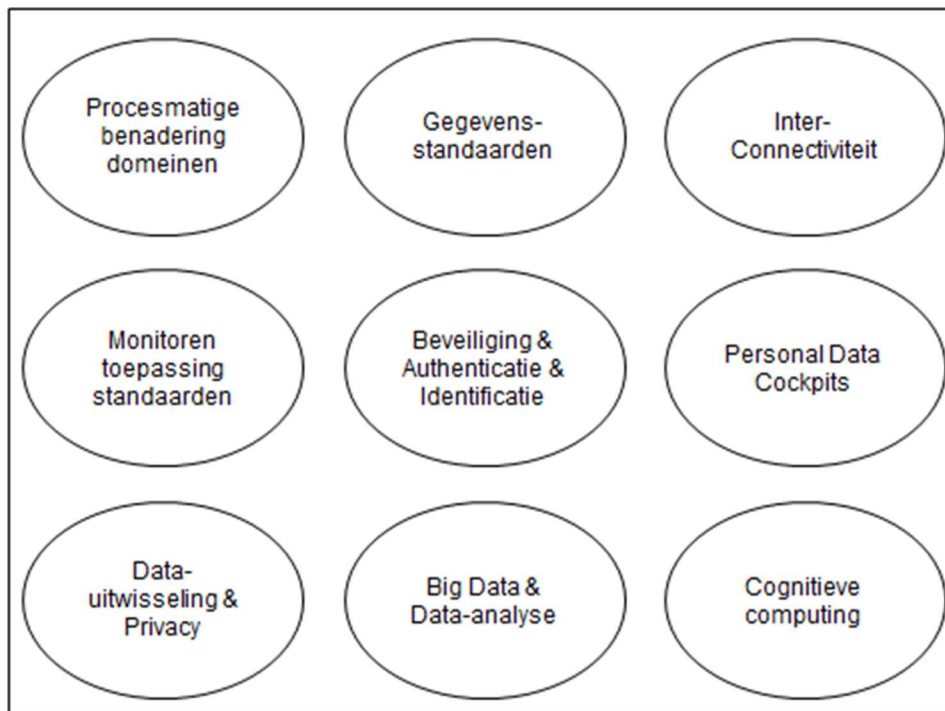 Procesmatige
benadering
domeinen
Gegevens-
standaarden
Inter-
Connectiviteit
Monitoren
toepassing
standaarden
Beveiliging &
Authenticatie &
Identificatie
Personal Data
Cockpits
Data-
uitwisseling &
Privacy
Big Data &
Data-analyse
Cognitieve
computing